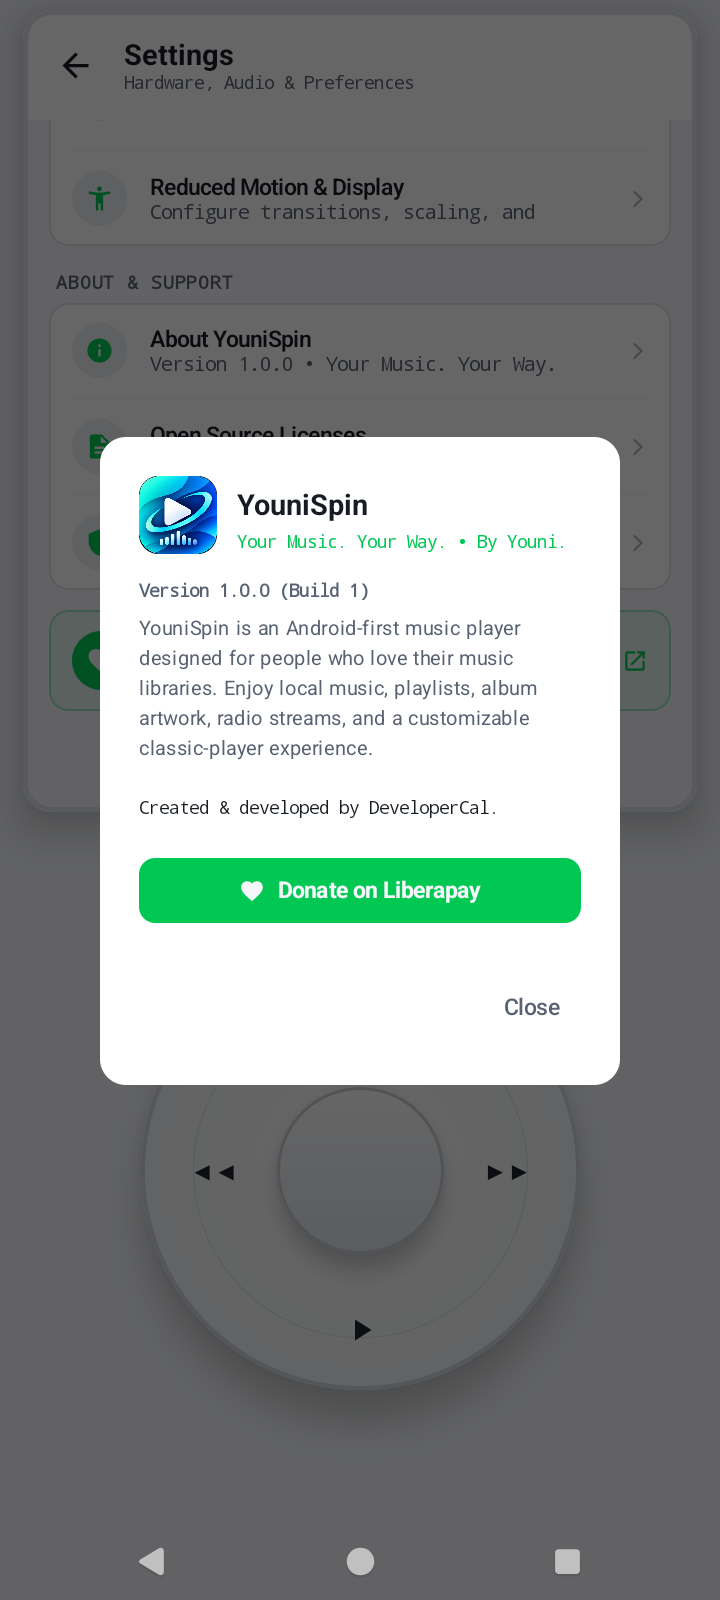 Settings
Hardware, Audio & Preferences
Reduced Motion & Display
Configure transitions, scaling, and
ABOUT & SUPPORT
About YouniSpin
Version 1.0.0 • Your Music. Your Way.
Open Source Licenses
YouniSpin
Your Music. Your Way. • By Youni.
Version 1.0.0 (Build 1)
YouniSpin is an Android-first music player
designed for people who love their music
libraries. Enjoy local music, playlists, album
artwork, radio streams, and a customizable
classic-player experience.
Created & developed by DeveloperCal.
Donate on Liberapay
Close